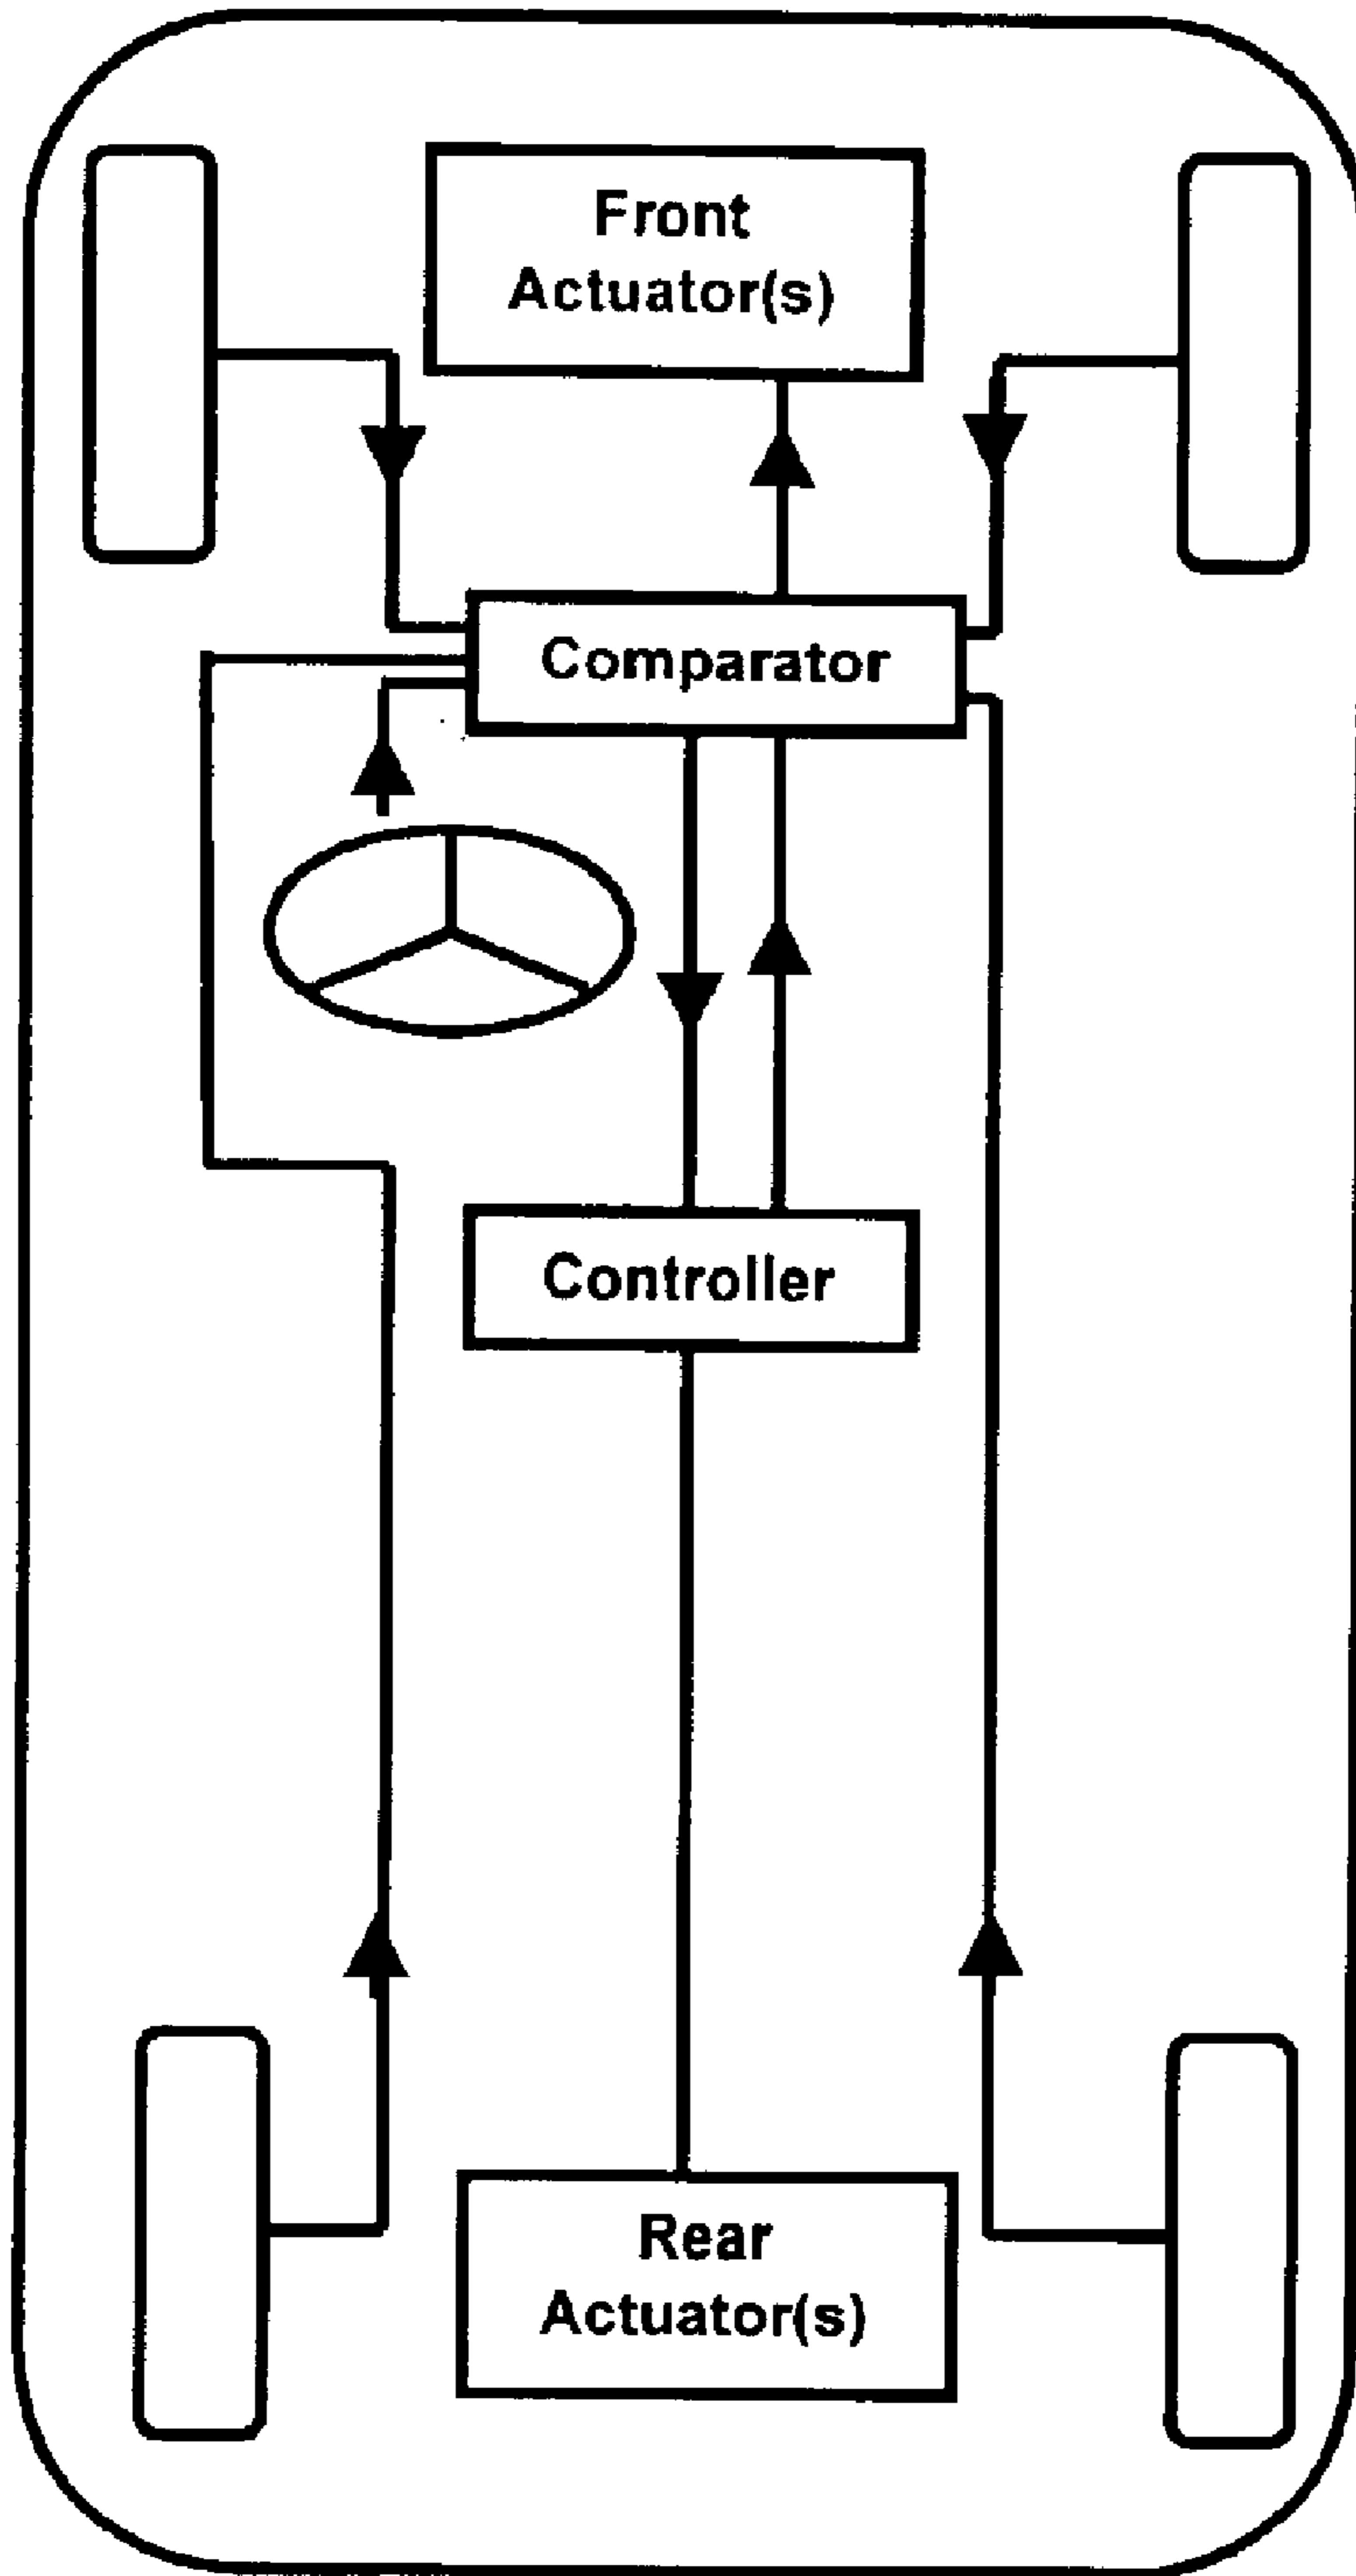 Front
Actuator(s)
Comparator
Controller
Rear
Actuator(s)